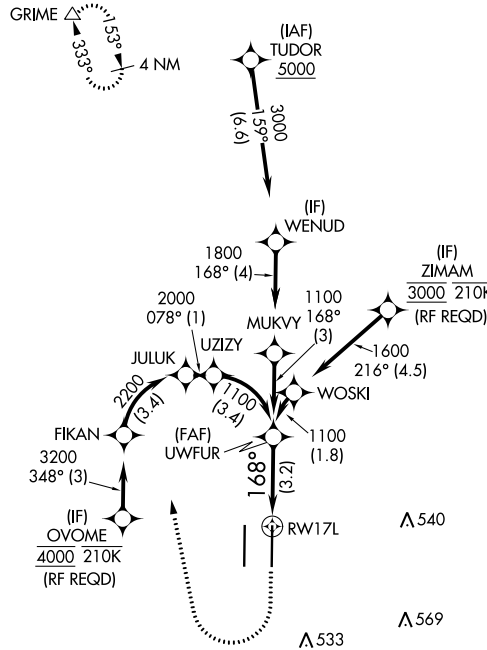 GRIME
153°
333°
4 NM
(IAF)
TUDOR
5000
3000
159°
(6.6)
(IF)
WENUD
1800
168° (4)
(IF)
ZIMAM
3000 210K
(RF REQD)
2000
078° (1)
1100
168°
(3)
MUKVY
1600
216° (4.5)
JULUK
UZIZY
WOSKI
2200
(3.4)
1100
(3.4)
1100
(1.8)
FIKAN
(FAF)
UWFUR
3200
348° (3)
168°
(3.2)
(IF)
OVOME
4000 210K
(RF REQD)
RW17L
540
569
533